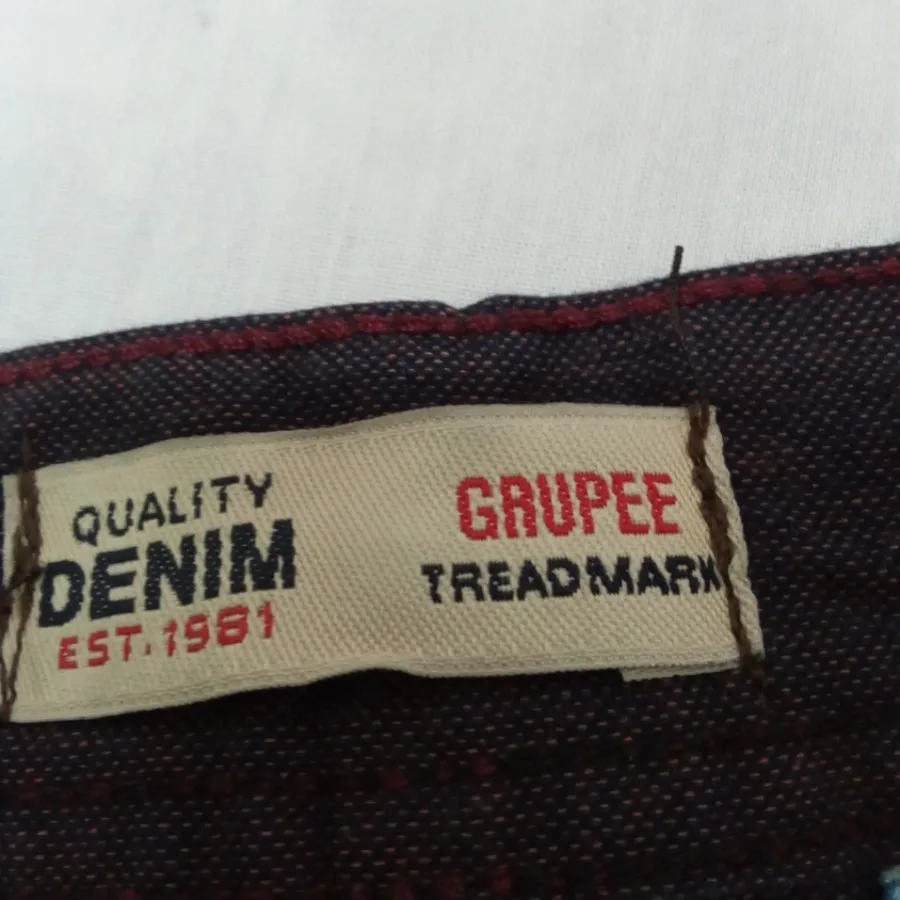 QUALITY
DENIM
EST. 1981
GRUPEE
TREADMARK